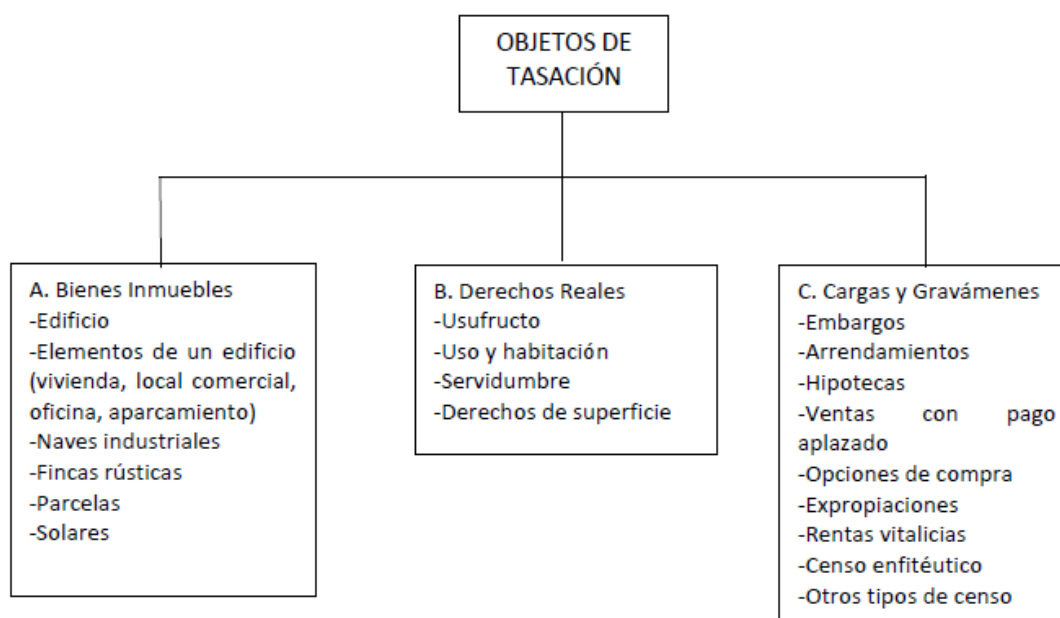 OBJETOS DE
TASACIÓN
A. Bienes Inmuebles
-Edificio
-Elementos de un edificio
(vivienda, local comercial,
oficina, aparcamiento)
-Naves industriales
-Fincas rústicas
-Parcelas
-Solares
B. Derechos Reales
-Usufructo
-Uso y habitación
-Servidumbre
-Derechos de superficie
C. Cargas y Gravámenes
-Embargos
-Arrendamientos
-Hipotecas
-Ventas con pago
aplazado
-Opciones de compra
-Expropiaciones
-Rentas vitalicias
-Censo enfitéutico
-Otros tipos de censo